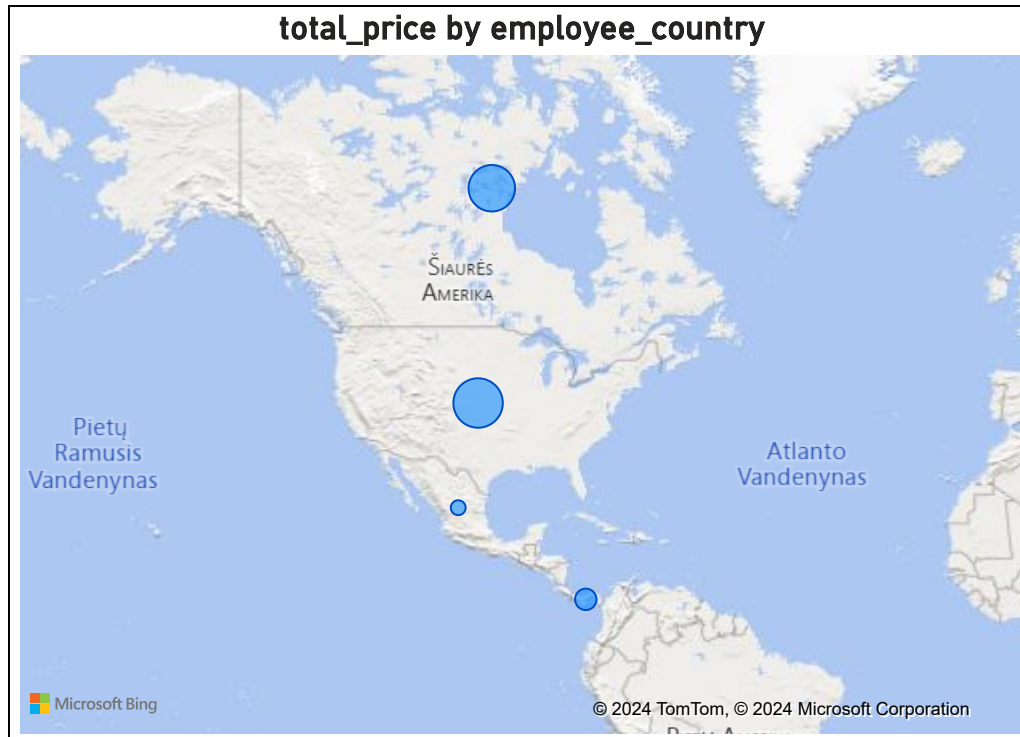 total_price by employee_country
ŠIAURĖS
AMERIKA
Pietų
Ramusis
Vandenynas
Atlanto
Vandenynas
Microsoft Bing
© 2024 TomTom, © 2024 Microsoft Corporation